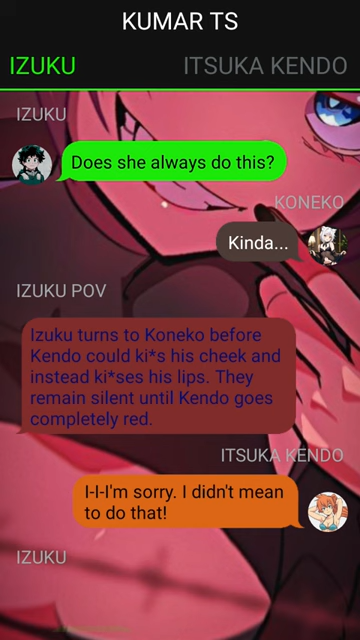 KUMAR TS
IZUKU
ITSUKA KENDO
IZUKU
Does she always do this?
KONEKO
Kinda...
IZUKU POV
Izuku turns to Koneko before
Kendo could ki*s his cheek and
instead ki*ses his lips. They
remain silent until Kendo goes
completely red.
ITSUKA KENDO
I-I-I'm sorry. I didn't mean
to do that!
IZUKU